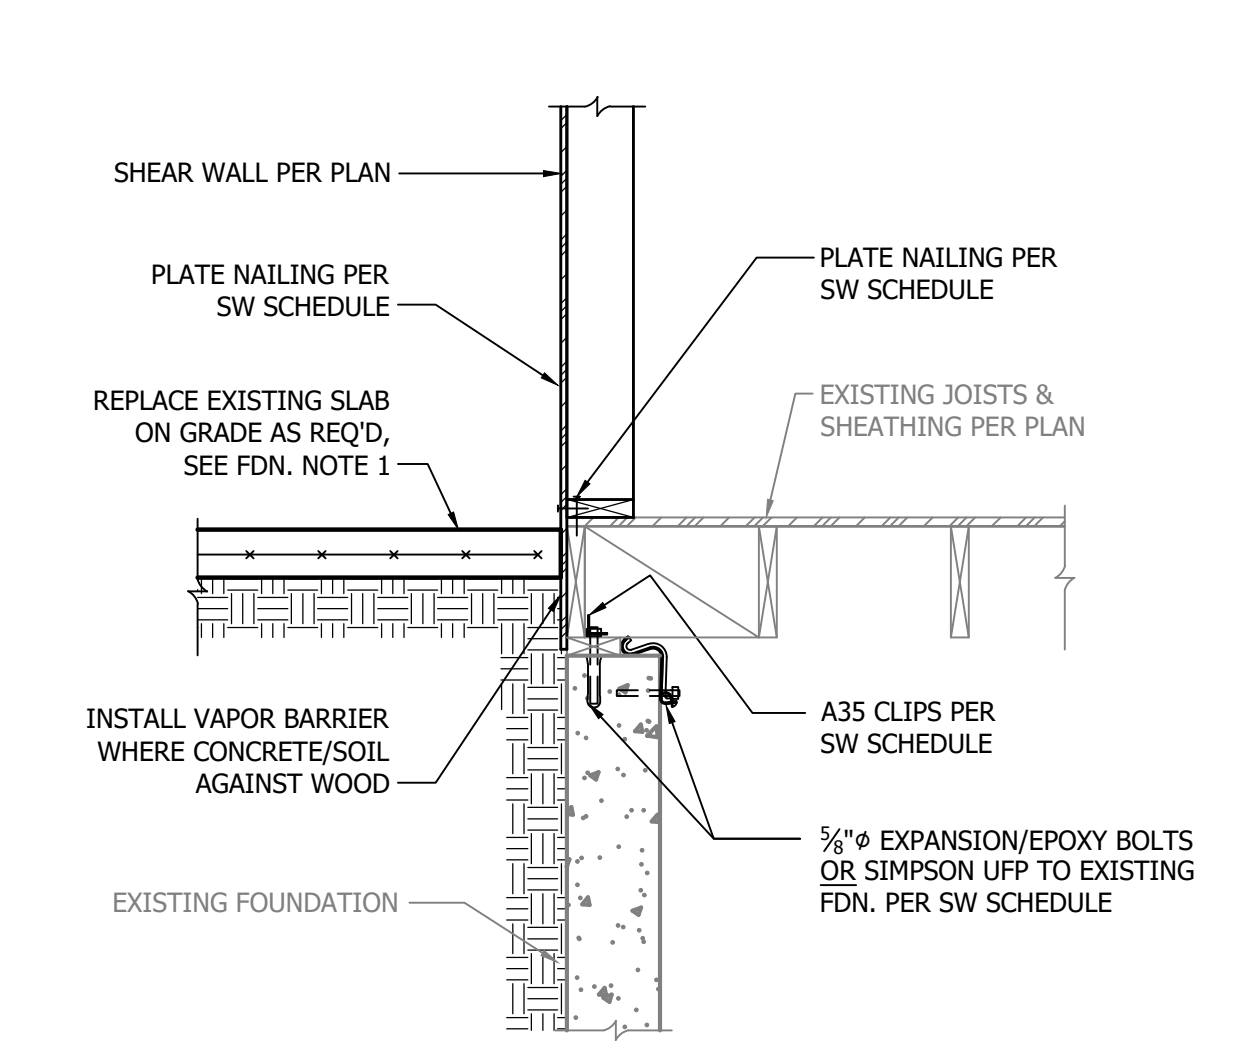 SHEAR WALL PER PLAN
PLATE NAILING PER
SW SCHEDULE
REPLACE EXISTING SLAB
ON GRADE AS REQ'D,
SEE FDN. NOTE 1
INSTALL VAPOR BARRIER
WHERE CONCRETE/SOIL
AGAINST WOOD
EXISTING FOUNDATION
PLATE NAILING PER
SW SCHEDULE
EXISTING JOISTS &
SHEATHING PER PLAN
A35 CLIPS PER
SW SCHEDULE
⅝"⌀ EXPANSION/EPOXY BOLTS
OR SIMPSON UFP TO EXISTING
FDN. PER SW SCHEDULE